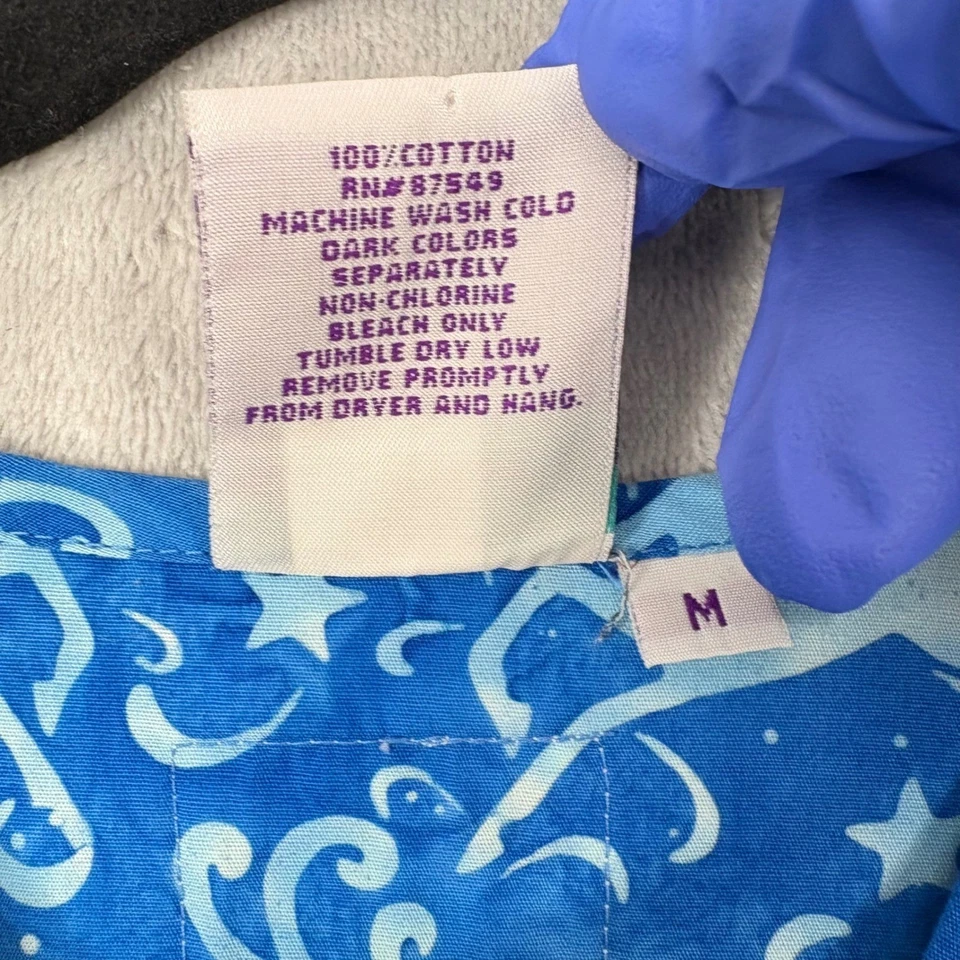 100%COTTON
RN#87549
MACHINE WASH COLD
DARK COLORS
SEPARATELY
NON-CHLORINE
BLEACH ONLY
TUMBLE DRY LOW
REMOVE PROMPTLY
FROM DRYER AND HANG.
M